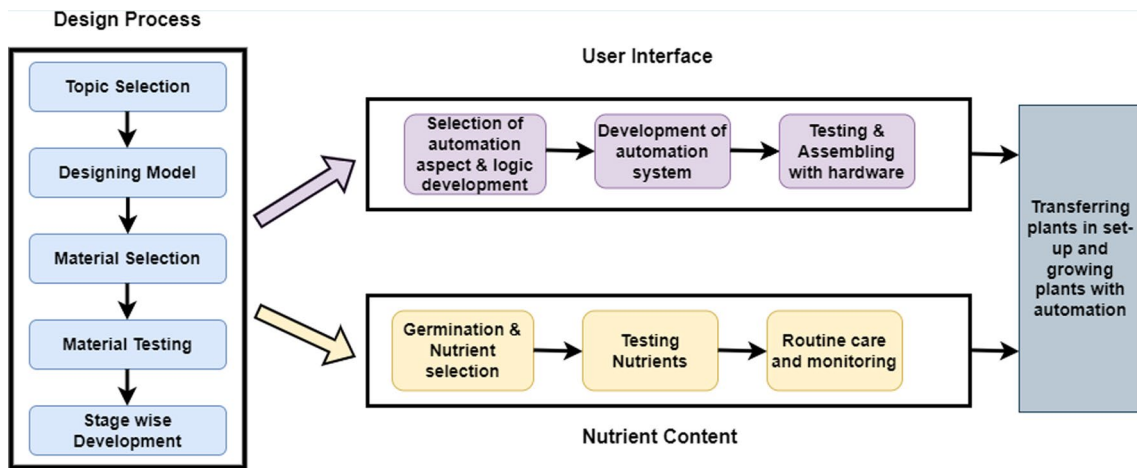 Design Process
Topic Selection
Designing Model
Material Selection
Material Testing
Stage wise
Development
User Interface
Selection of
automation
aspect & logic
development
Development of
automation
system
Testing &
Assembling
with hardware
Germination &
Nutrient
selection
Testing
Nutrients
Routine care
and monitoring
Nutrient Content
Transferring
plants in set-
up and
growing
plants with
automation